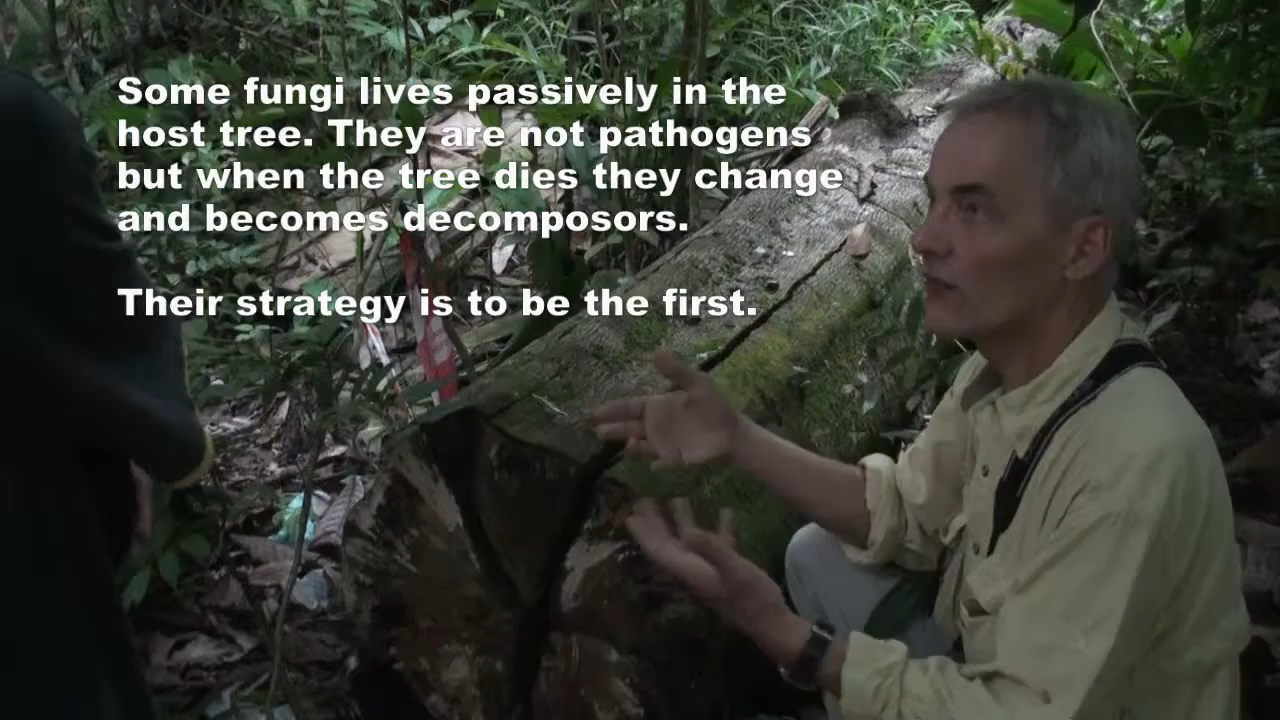 Some fungi lives passively in the
host tree. They are not pathogens
but when the tree dies they change
and becomes decomposors.
Their strategy is to be the first.